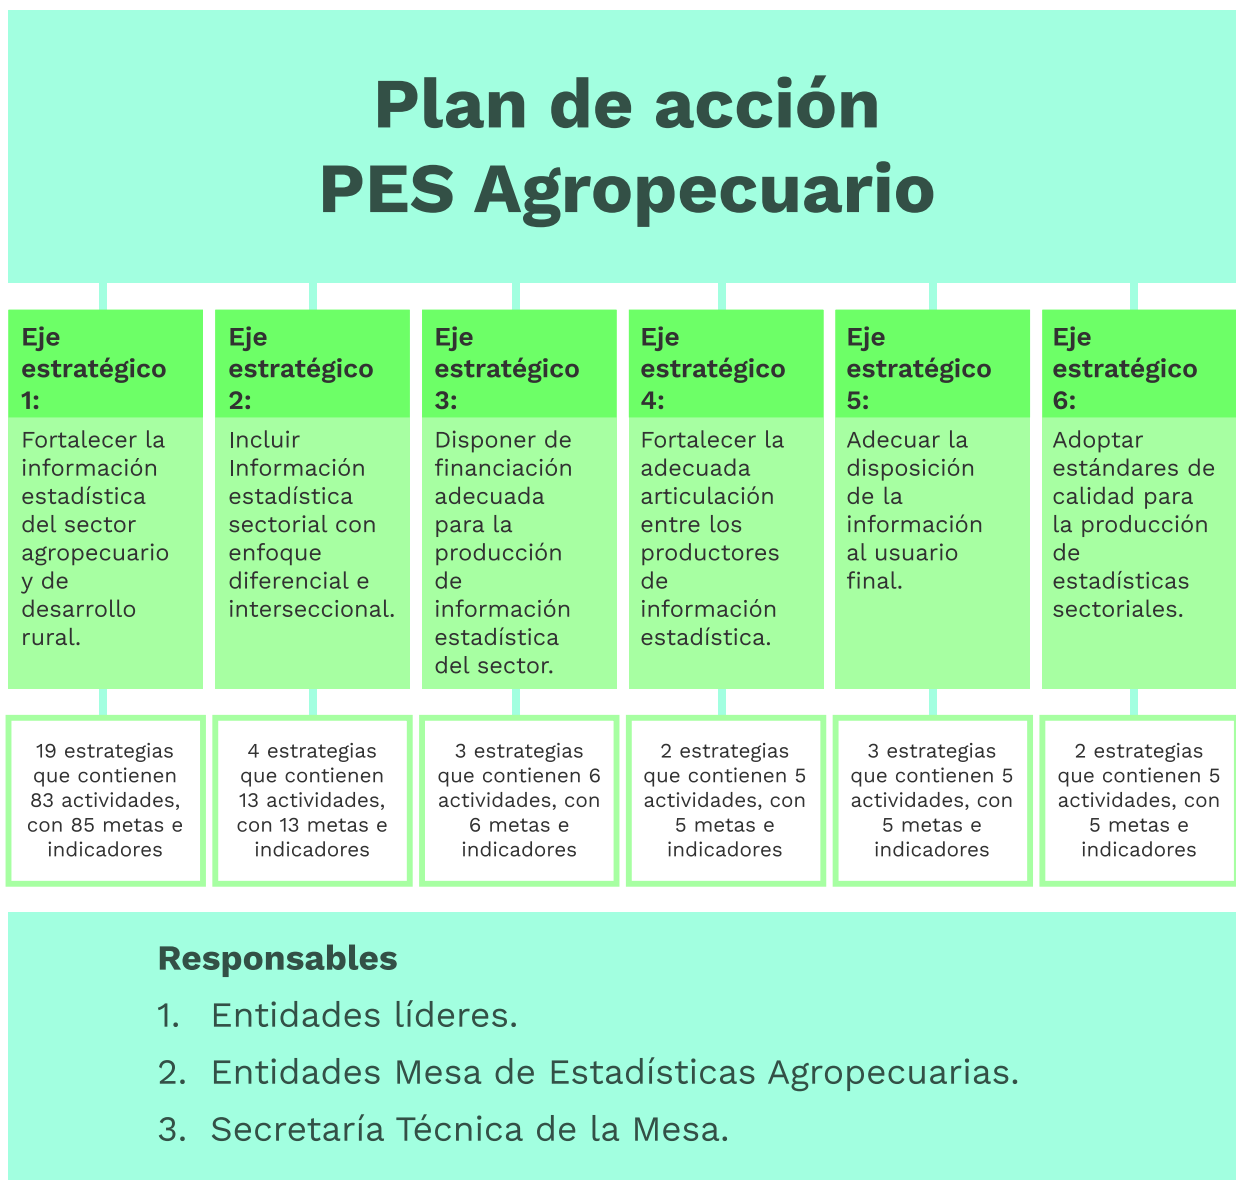 Plan de acción
PES Agropecuario
Eje
estratégico
1:
Fortalecer la
información
estadística
del sector
agropecuario
y de
desarrollo
rural.
19 estrategias
que contienen
83 actividades,
con 85 metas e
indicadores
Eje
estratégico
2:
Incluir
Información
estadística
sectorial con
enfoque
diferencial e
interseccional.
4 estrategias
que contienen
13 actividades,
con 13 metas e
indicadores
Eje
estratégico
3:
Disponer de
financiación
adecuada
para la
producción
de
información
estadística
del sector.
3 estrategias
que contienen 6
actividades, con
6 metas e
indicadores
Eje
estratégico
4:
Fortalecer la
adecuada
articulación
entre los
productores
de
información
estadística.
2 estrategias
que contienen 5
actividades, con
5 metas e
indicadores
Eje
estratégico
5:
Adecuar la
disposición
de la
información
al usuario
final.
3 estrategias
que contienen 5
actividades, con
5 metas e
indicadores
Eje
estratégico
6:
Adoptar
estándares de
calidad para
la producción
de
estadísticas
sectoriales.
2 estrategias
que contienen 5
actividades, con
5 metas e
indicadores
Responsables
1. Entidades líderes.
2. Entidades Mesa de Estadísticas Agropecuarias.
3. Secretaría Técnica de la Mesa.